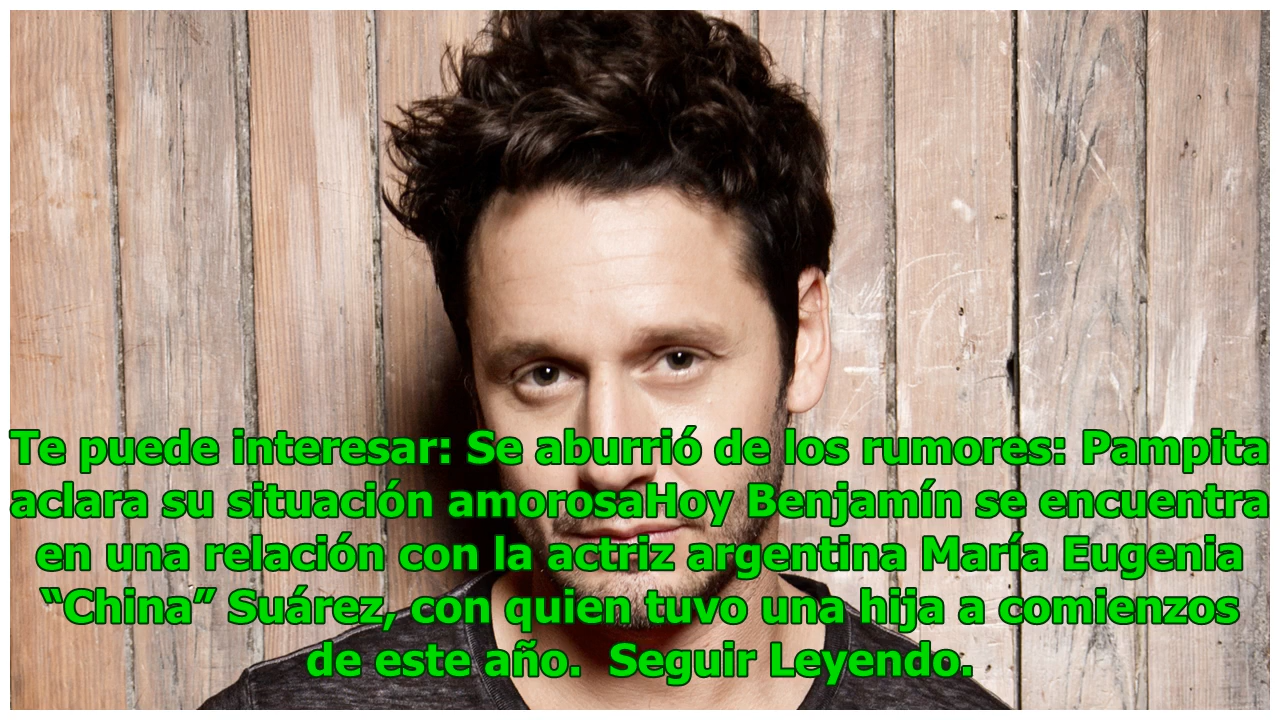 Te puede interesar: Se aburrió de los rumores: Pampita
aclara su situación amorosaHoy Benjamín se encuentra
en una relación con la actriz argentina María Eugenia
“China” Suárez, con quien tuvo una hija a comienzos
de este año.  Seguir Leyendo.